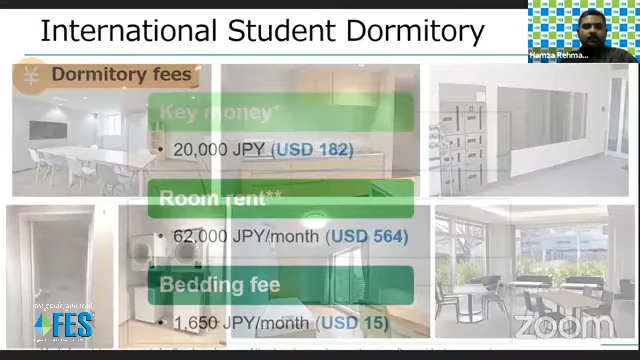 International Student Dormitory
Hamza Rehma...
¥ Dormitory fees
Key money*
• 20,000 JPY (USD 182)
Room rent**
• 62,000 JPY/month (USD 564)
Bedding fee
• 1,650 JPY/month (USD 15)
FES
zoom